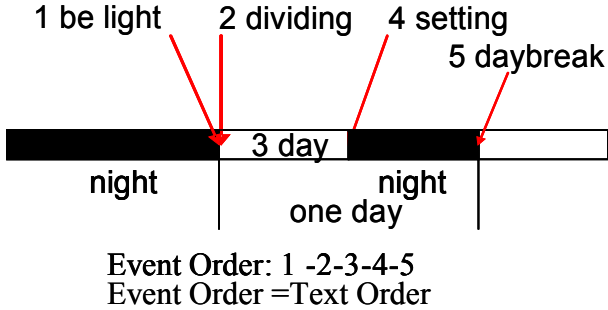 1 be light 2 dividing 4 setting
5 daybreak
3 day
night night
one day
Event Order: 1 -2-3-4-5
Event Order =Text Order